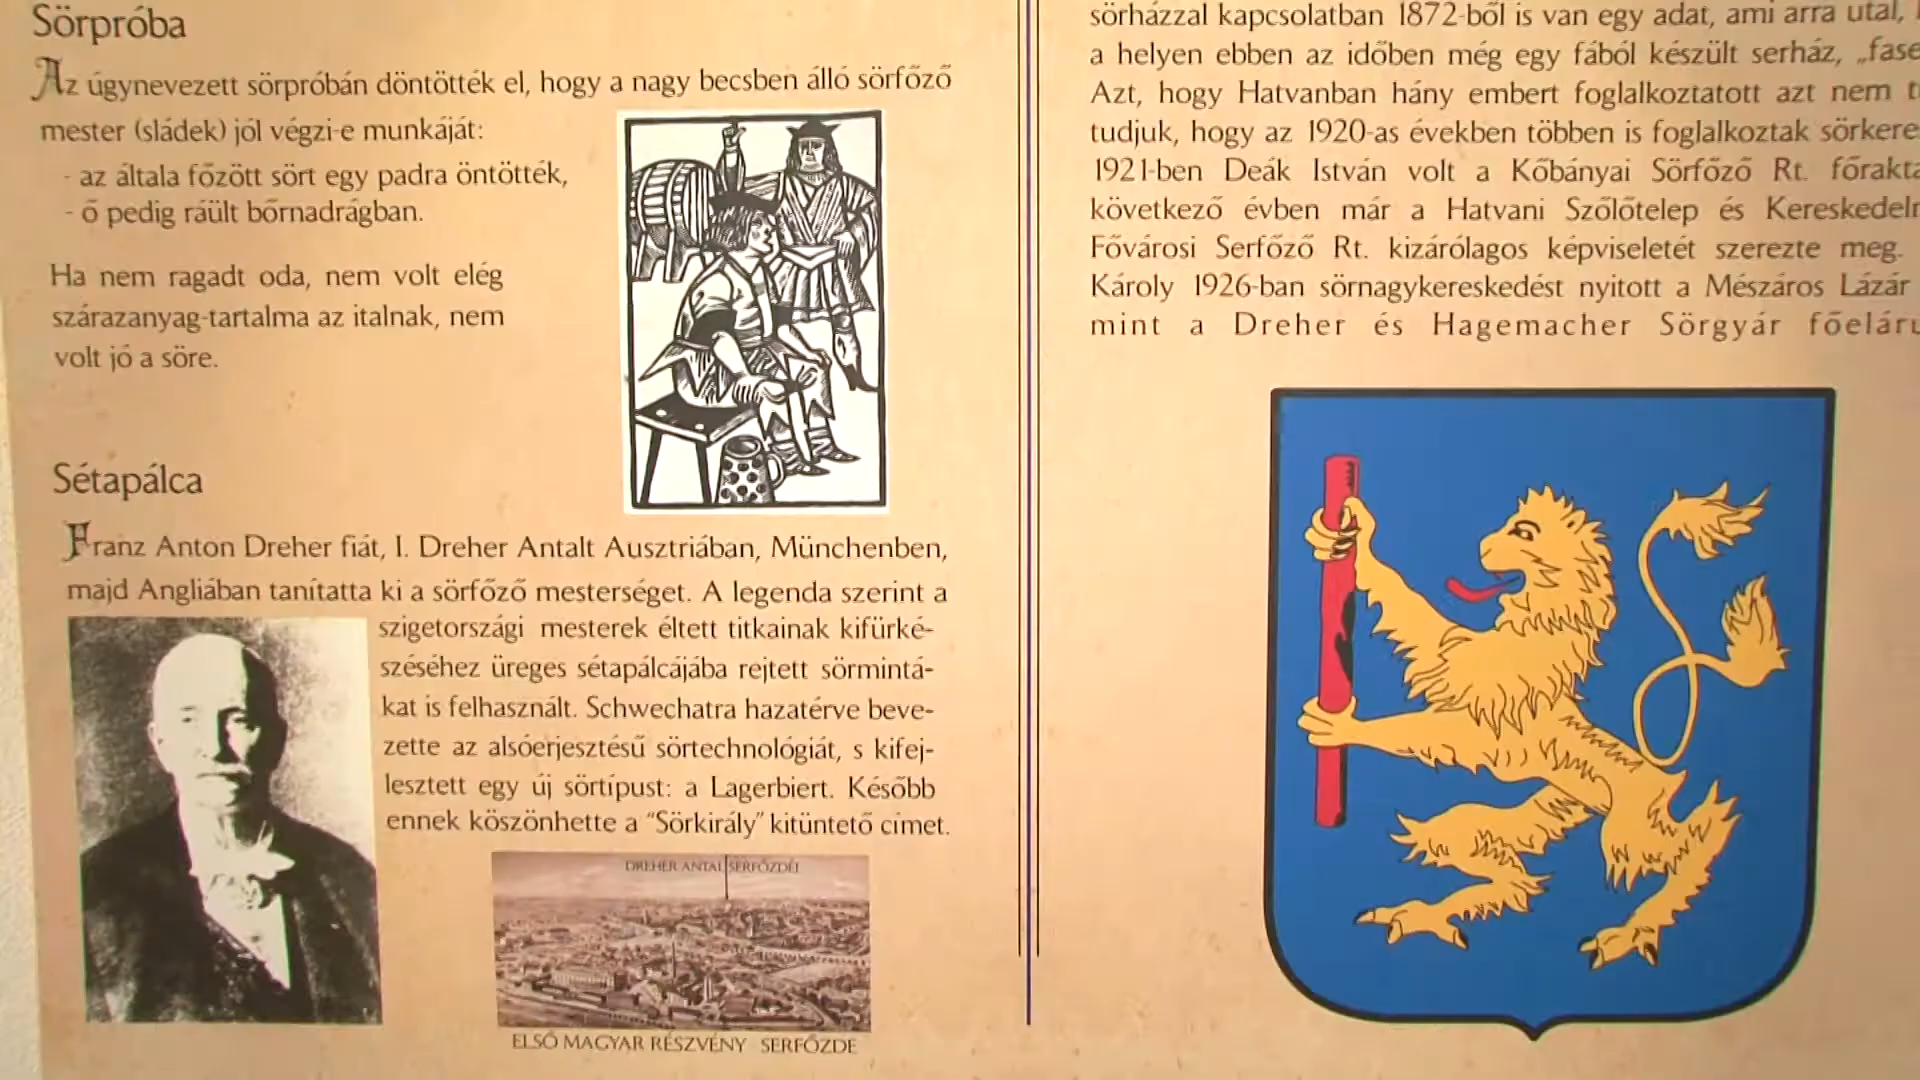 Sörpróba
Az úgynevezett sörpróbán döntötték el, hogy a nagy becsben álló sörfőző
mester (sládek) jól végzi-e munkáját:
- az általa főzött sört egy padra öntötték,
- ő pedig ráült bőrnadrágban.
Ha nem ragadt oda, nem volt elég
szárazanyag-tartalma az italnak, nem
volt jó a söre.
Sétapálca
Franz Anton Dreher fiát, I. Dreher Antalt Ausztriában, Münchenben,
majd Angliában taníttatta ki a sörfőző mesterséget. A legenda szerint a
szigetországi mesterek éltett titkainak kifürké-
széséhez üreges sétapálcájába rejtett sörmintá-
kat is felhasznált. Schwechatra hazatérve beve-
zette az alsóerjesztésű sörtechnológiát, s kifej-
lesztett egy új sörtípust: a Lagerbiert. Később
ennek köszönhette a "Sörkirály" kitüntető címet.
DREHER ANTAL SERFŐZDÉI
ELSŐ MAGYAR RÉSZVÉNY SERFŐZDE
sörházzal kapcsolatban 1872-ből is van egy adat, ami arra utal,
a helyen ebben az időben még egy fából készült serház,
Azt, hogy Hatvanban hány embert foglalkoztatott azt nem
tudjuk, hogy az 1920-as években többen is foglalkoztak
1921-ben Deák István volt a Kőbányai Sörfőző Rt.
következő évben már a Hatvani Szőlőtelep és
Fővárosi Serfőző Rt. kizárólagos képviseletét szerezte meg.
Károly 1926-ban sörnagykereskedést nyitott a Mészáros Lázár
mint a Dreher és Hagemacher Sörgyár